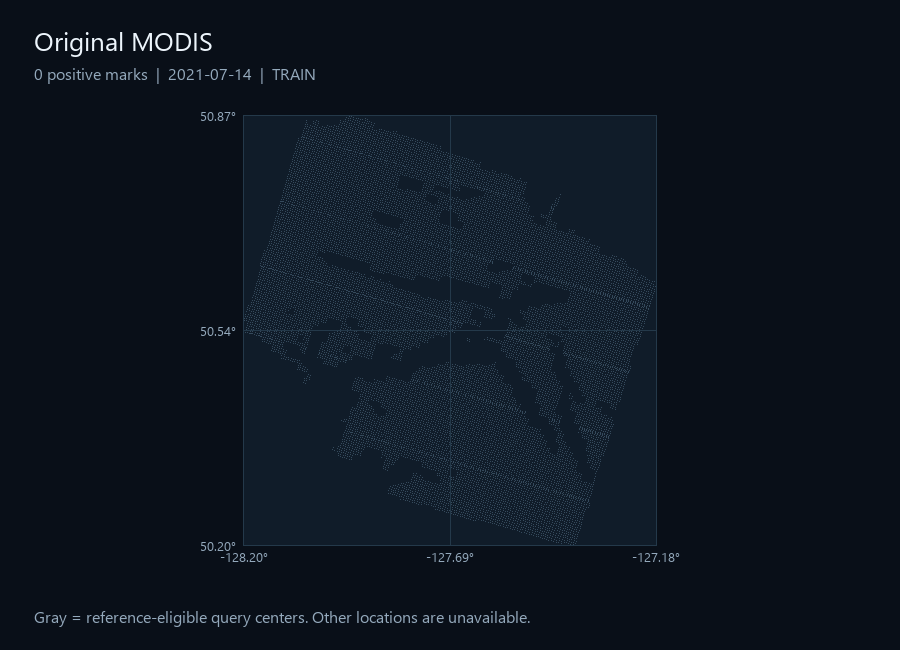 Original MODIS
0 positive marks | 2021-07-14 | TRAIN
50.87°
50.54°
50.20°
-128.20° -127.69° -127.18°
Gray = reference-eligible query centers. Other locations are unavailable.